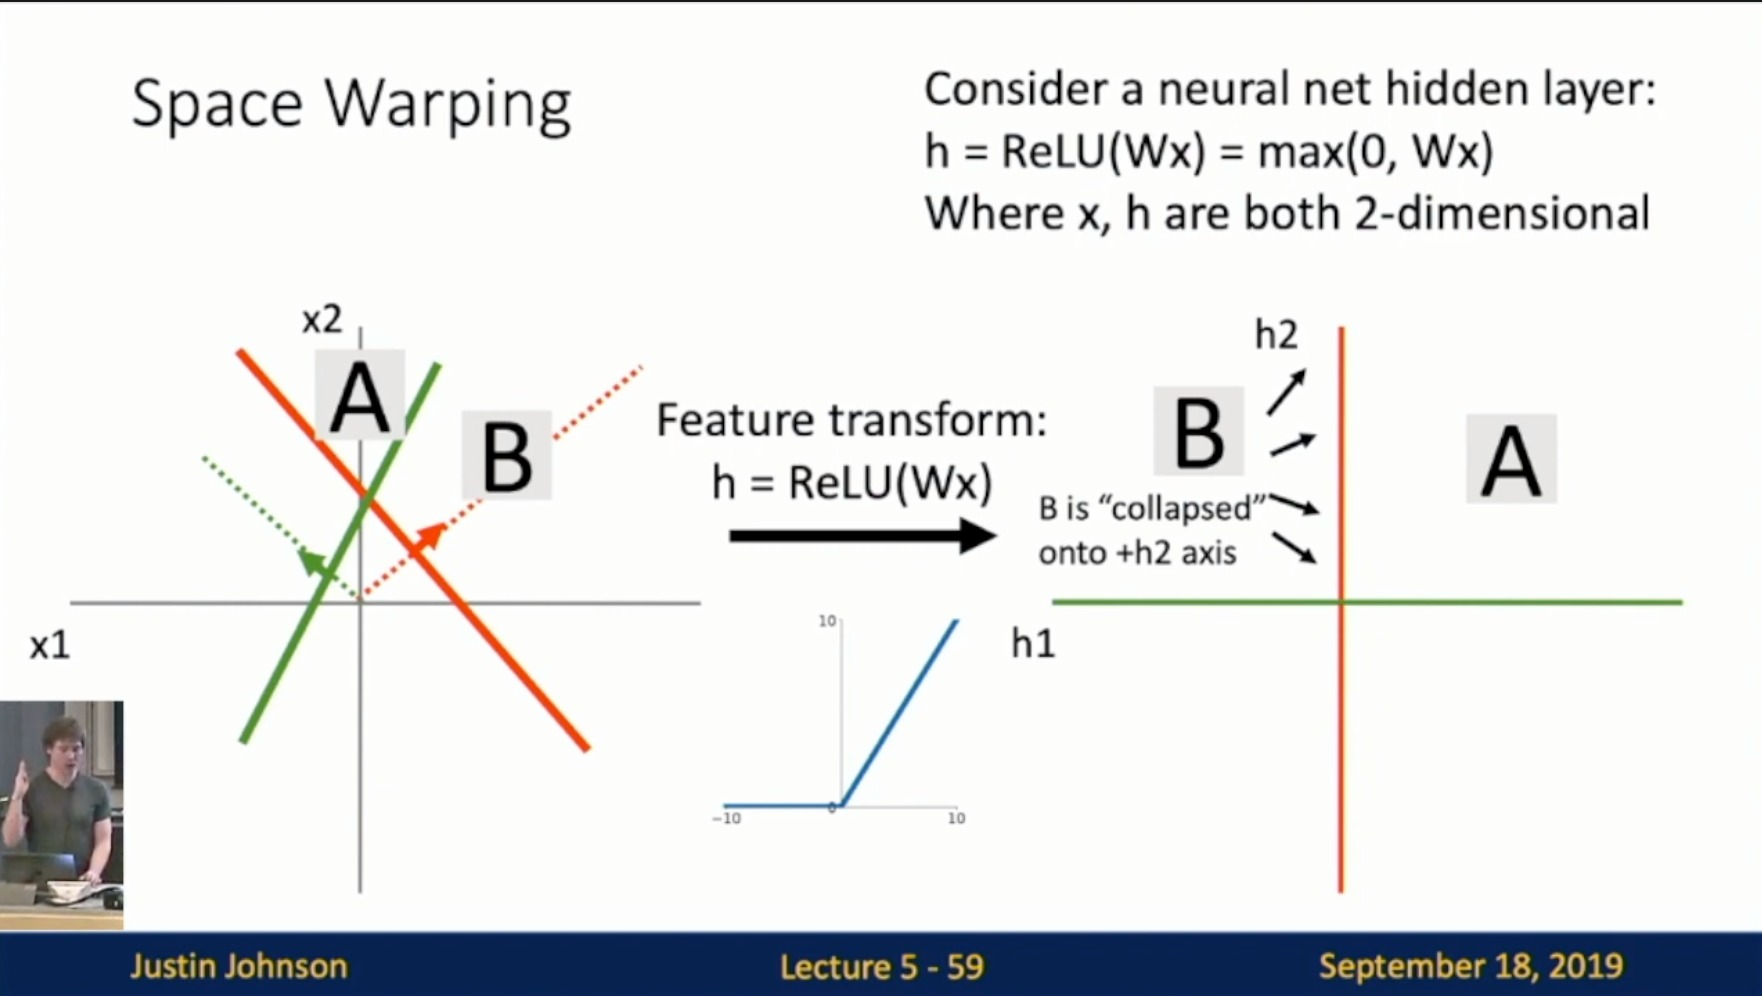 Space Warping
Consider a neural net hidden layer:
h = ReLU(Wx) = max(0, Wx)
Where x, h are both 2-dimensional
x2
A
B
x1
Feature transform:
h = ReLU(Wx)
10
0
-10
10
h2
B
A
B is “collapsed”
onto +h2 axis
h1
Justin Johnson
Lecture 5 - 59
September 18, 2019